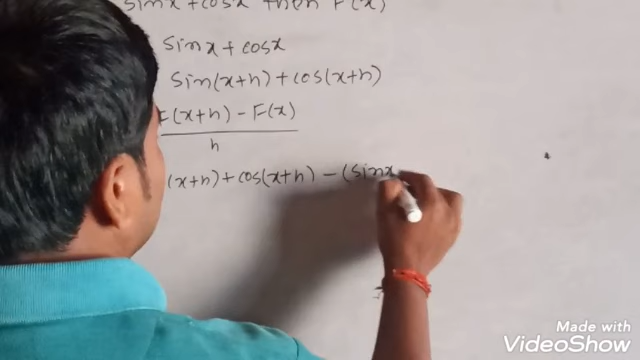 sinx + cosx then F(x)
sinx + cosx
sin(x+h) + cos(x+h)
F(x+h) - F(x)
h
(x+h) + cos(x+h) - (sinx
Made with
VideoShow